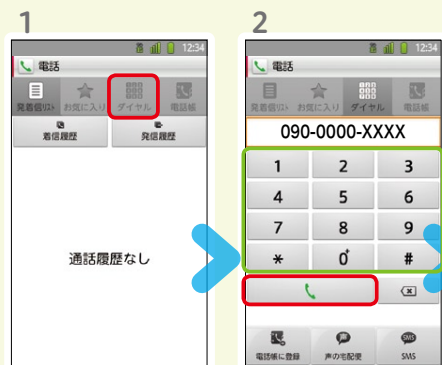 1
12:34
電話
発着信リスト お気に入り ダイヤル 電話帳
着信履歴 発信履歴
通話履歴なし
2
12:34
電話
発着信リスト お気に入り ダイヤル 電話帳
090-0000-XXXX
1 2 3
4 5 6
7 8 9
* 0+ #
電話帳に登録 声の宅配便 SMS